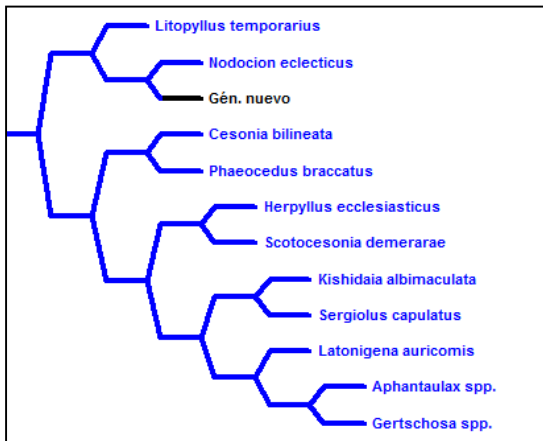 Litopyllus temporarius
Nodocion eclecticus
Gén. nuevo
Cesonia bilineata
Phaeocedus braccatus
Herpyllus ecclesiasticus
Scotocesonia demerarae
Kishidaia albimaculata
Sergiolus capulatus
Latonigena auricomis
Aphantaulax spp.
Gertschosa spp.